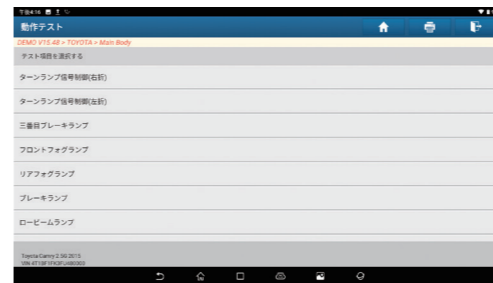 午後4:16
動作テスト
DEMO V15.48 > TOYOTA > Main Body
テスト項目を選択する
ターンランプ信号制御(右折)
ターンランプ信号制御(左折)
三番目ブレーキランプ
フロントフォグランプ
リアフォグランプ
ブレーキランプ
ロービームランプ
Toyota Camry 2.5G 2015